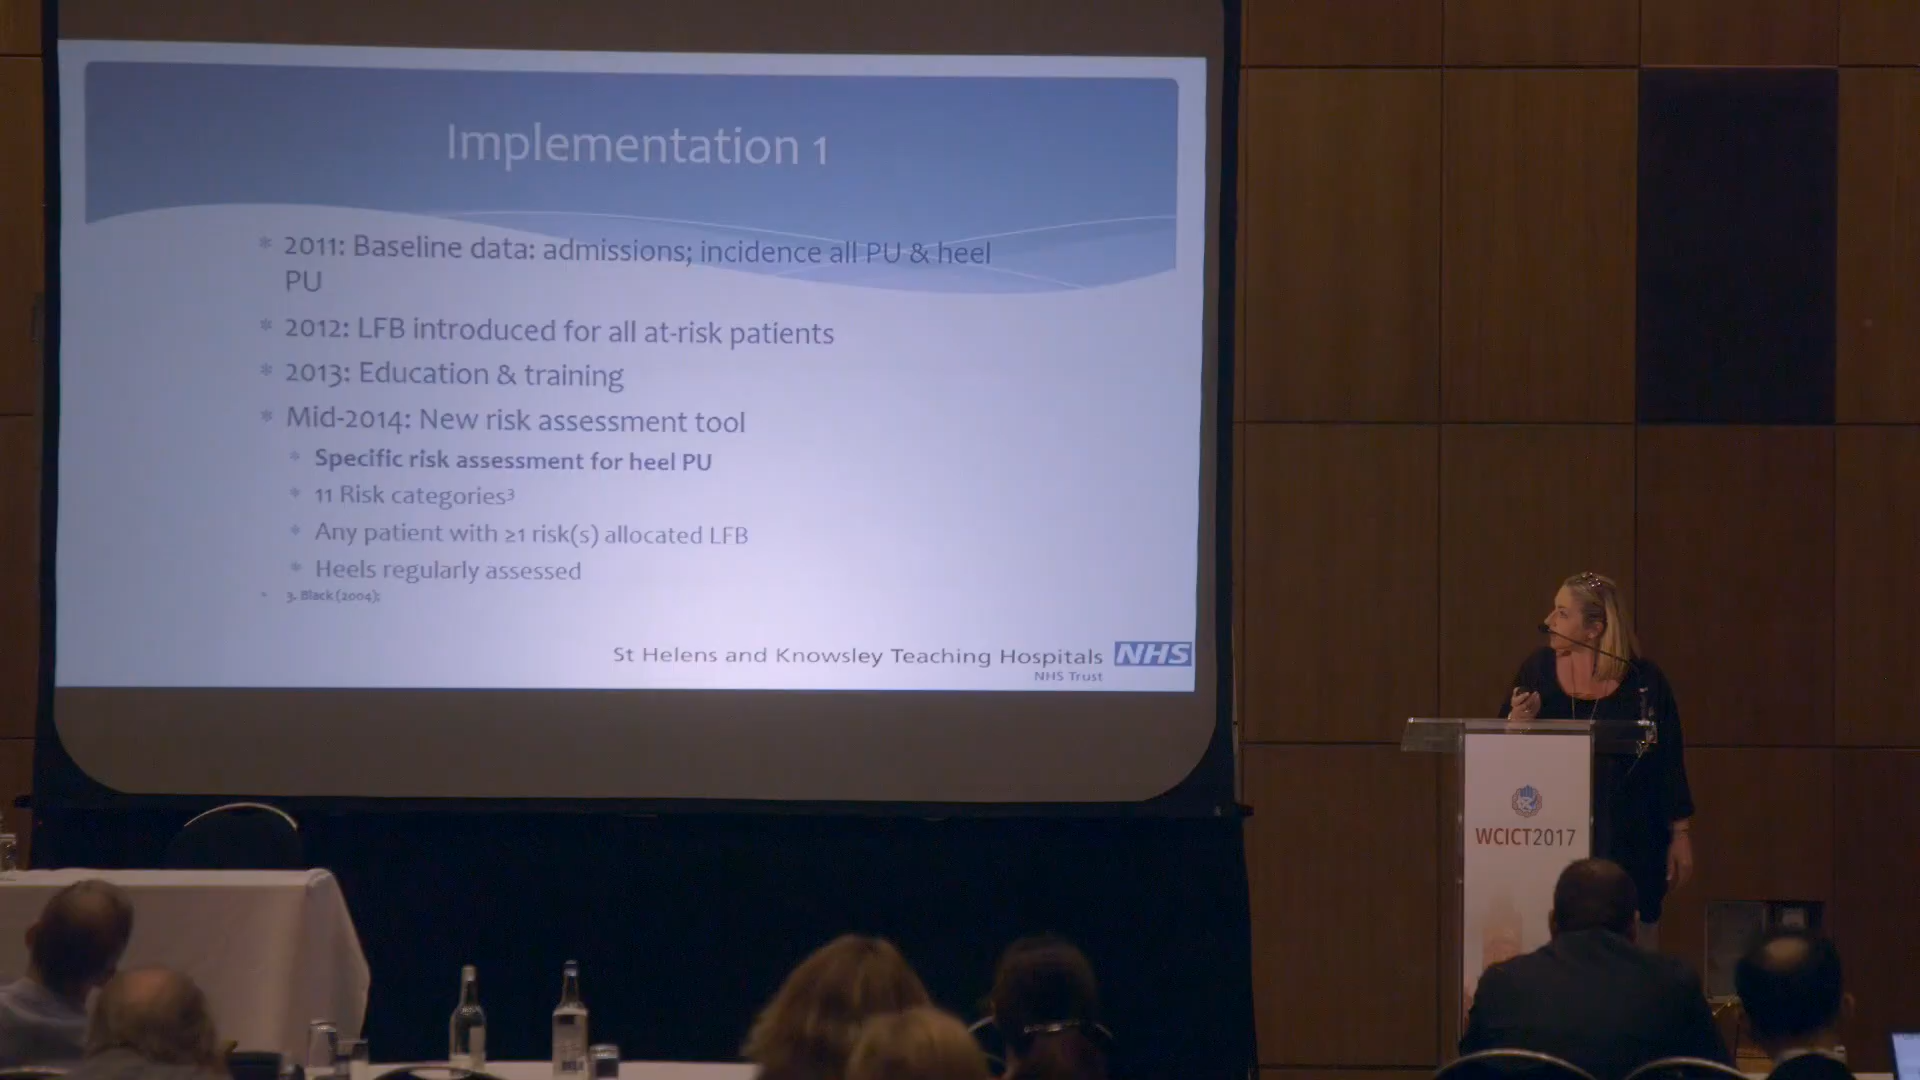 Implementation 1
* 2011: Baseline data: admissions; incidence all PU & heel
PU
* 2012: LFB introduced for all at-risk patients
* 2013: Education & training
* Mid-2014: New risk assessment tool
* Specific risk assessment for heel PU
* 11 Risk categories³
* Any patient with ≥1 risk(s) allocated LFB
* Heels regularly assessed
* 3. Black (2004);
St Helens and Knowsley Teaching Hospitals NHS
NHS Trust
WCICT2017